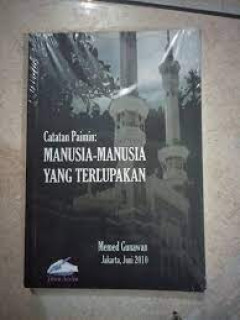 Catatan Paimin:
MANUSIA-MANUSIA
YANG TERLUPAKAN
Memed Gunawan
Jakarta, Juni 2010